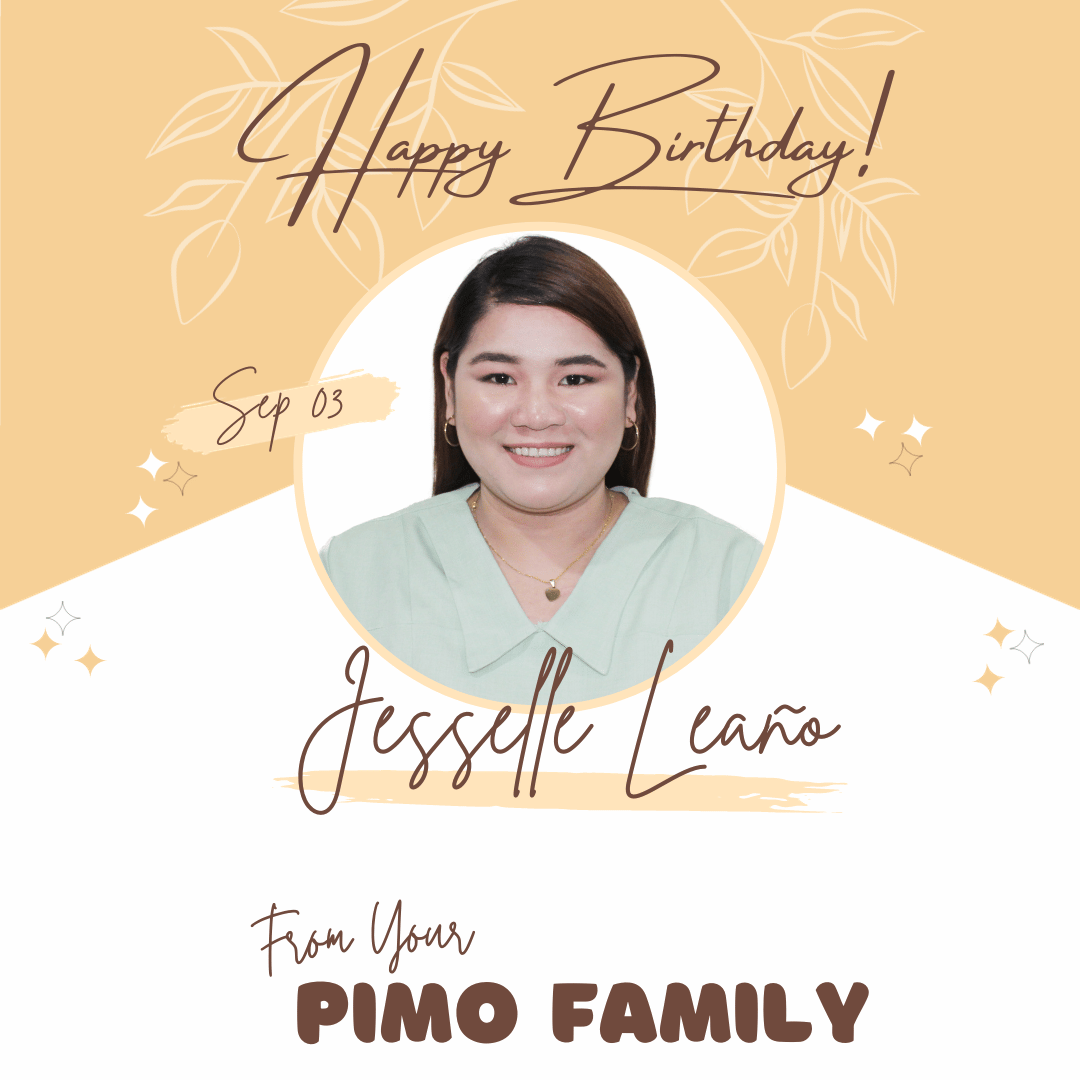 Happy Birthday!
Sep 03
Jesselle Leaño
From Your
PIMO FAMILY